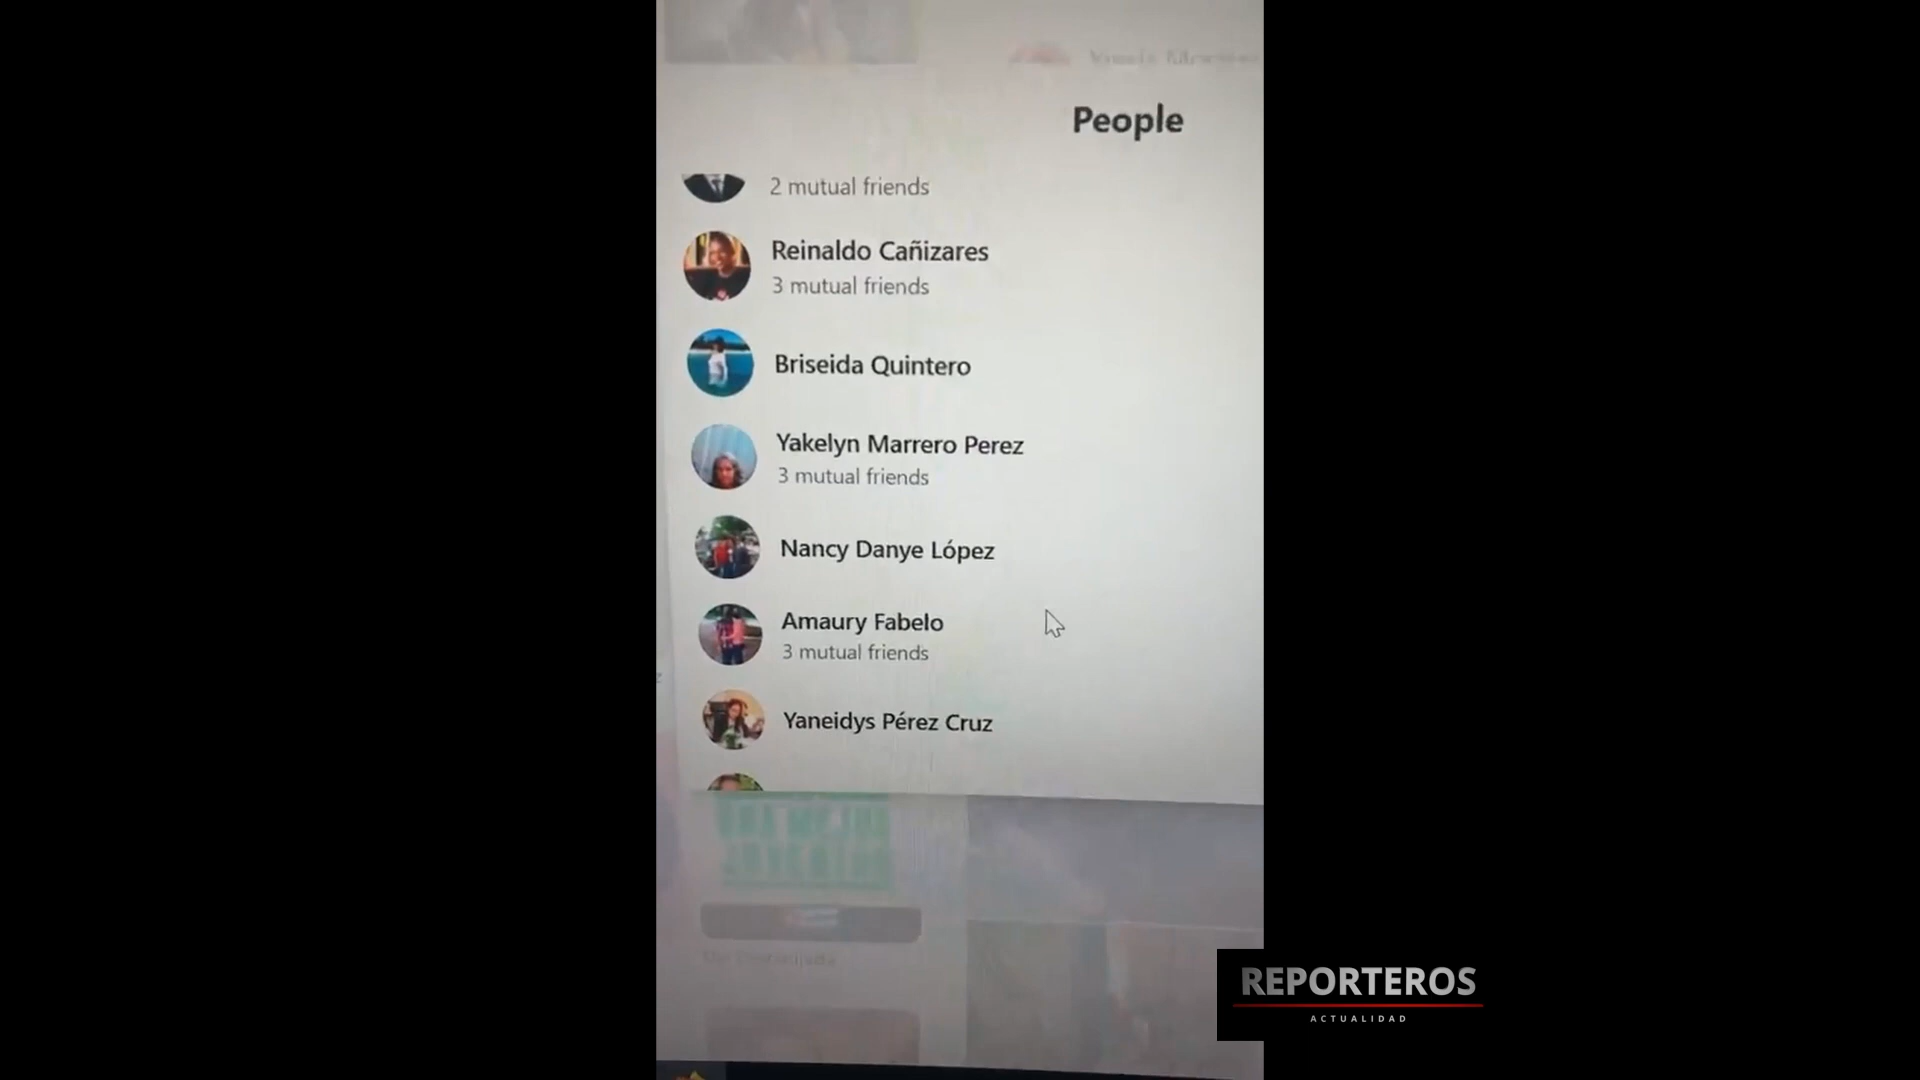 People
2 mutual friends
Reinaldo Cañizares
3 mutual friends
Briseida Quintero
Yakelyn Marrero Perez
3 mutual friends
Nancy Danye López
Amaury Fabelo
3 mutual friends
Yaneidys Pérez Cruz
REPORTEROS
ACTUALIDAD